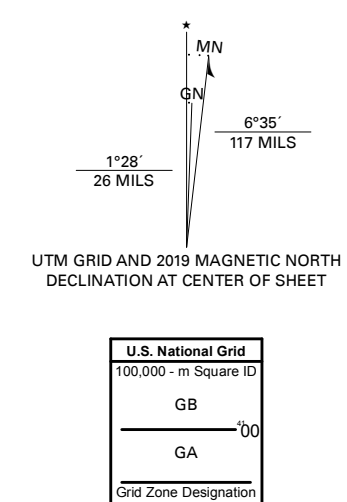 ★
MN
GN
6°35´
117 MILS
1°28´
26 MILS
UTM GRID AND 2019 MAGNETIC NORTH
DECLINATION AT CENTER OF SHEET
U.S. National Grid
100,000 - m Square ID
GB
⁴¹00
GA
Grid Zone Designation